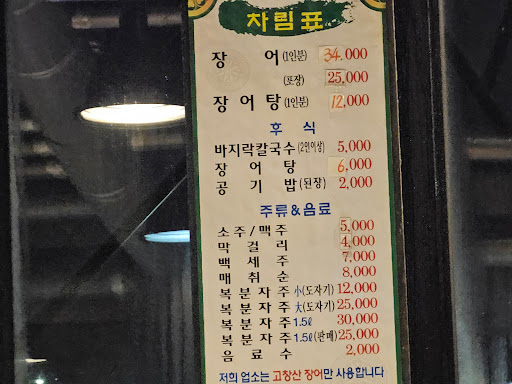 차림표
장 어(1인분) 34,000
(포장) 25,000
장어탕(1인분) 12,000
후 식
바지락칼국수(2인이상) 5,000
장 어 탕 6,000
공 기 밥(된장) 2,000
주류&음료
소주/맥주 5,000
막 걸 리 4,000
백 세 주 7,000
매 취 순 8,000
복분자주小(도자기) 12,000
복분자주大(도자기) 25,000
복분자주1.5ℓ 30,000
복분자주1.5ℓ(판매) 25,000
음 료 수 2,000
저희 업소는 고창산 장어만 사용합니다